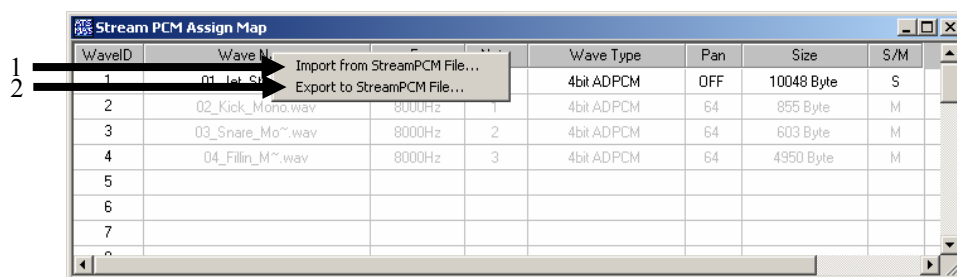 Stream PCM Assign Map
WaveID Wave N Wave Type Pan Size S/M
Import from StreamPCM File...
1
1 4bit ADPCM OFF 10048 Byte S
Export to StreamPCM File...
2
2 02_Kick_Mono.wav 8000Hz 1 4bit ADPCM 64 855 Byte M
3 03_Snare_Mo~.wav 8000Hz 2 4bit ADPCM 64 603 Byte M
4 04_Fillin_M~.wav 8000Hz 3 4bit ADPCM 64 4950 Byte M
5
6
7